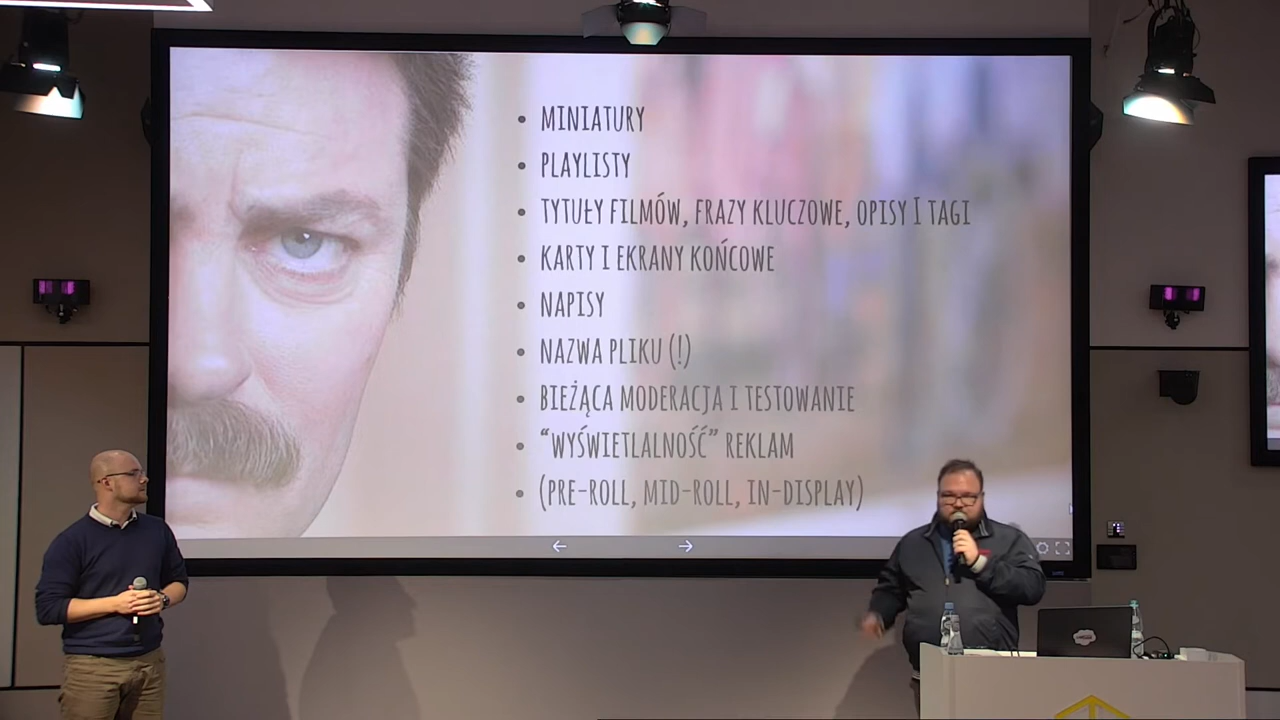 • MINIATURY
• PLAYLISTY
• TYTUŁY FILMÓW, FRAZY KLUCZOWE, OPISY I TAGI
• KARTY I EKRANY KOŃCOWE
• NAPISY
• NAZWA PLIKU (!)
• BIEŻĄCA MODERACJA I TESTOWANIE
• “WYŚWIETLALNOŚĆ” REKLAM
• (PRE-ROLL, MID-ROLL, IN-DISPLAY)